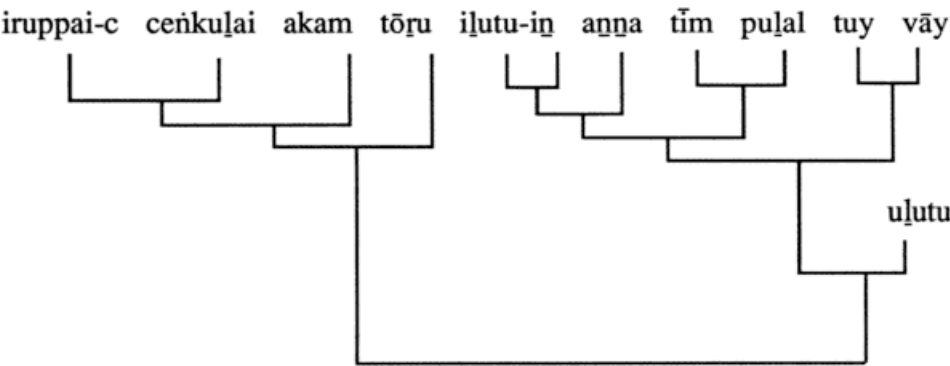 iruppai-c ceṅkuḻai akam tōṟu iḻutu-iṉ aṉṉa tīm puḻal tuy vāy
uḻutu